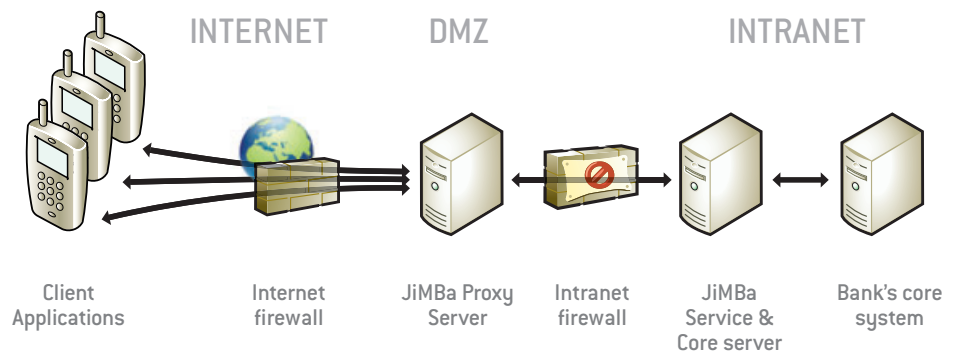 INTERNET
DMZ
INTRANET
Client
Applications
Internet
firewall
JiMBa Proxy
Server
Intranet
firewall
JiMBa
Service &
Core server
Bank's core
system